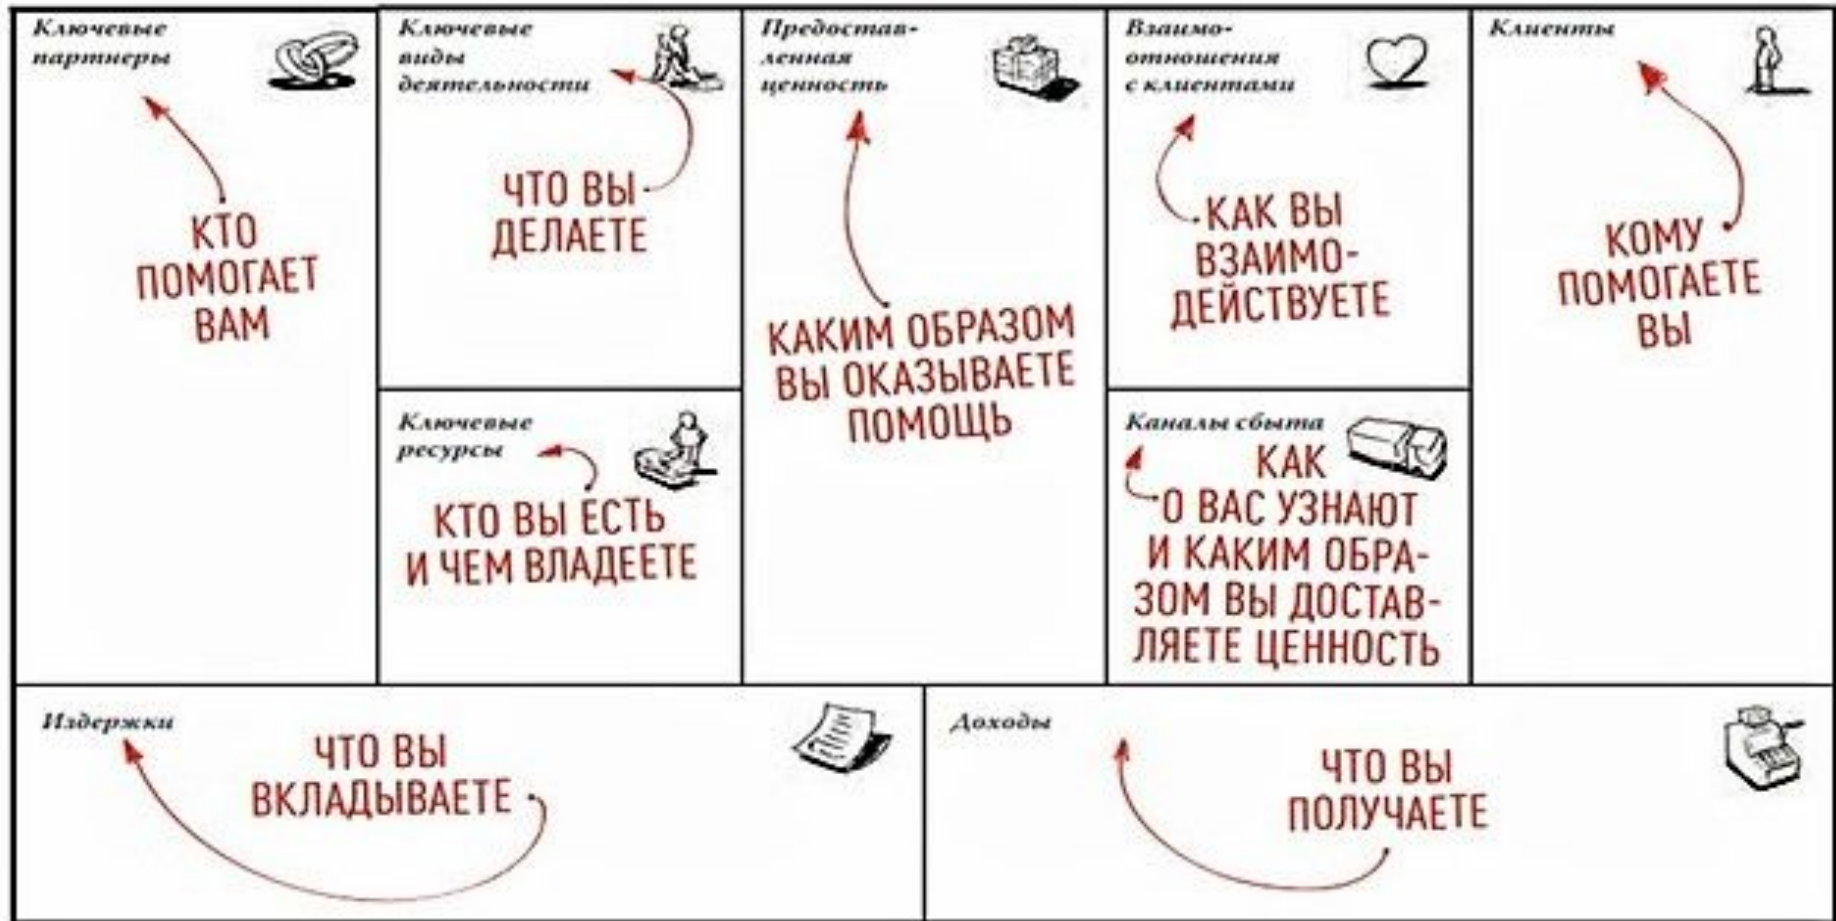 Ключевые
партнеры
КТО
ПОМОГАЕТ
ВАМ
Ключевые
виды
деятельности
ЧТО ВЫ
ДЕЛАЕТЕ
Ключевые
ресурсы
КТО ВЫ ЕСТЬ
И ЧЕМ ВЛАДЕЕТЕ
Предостав-
ленная
ценность
КАКИМ ОБРАЗОМ
ВЫ ОКАЗЫВАЕТЕ
ПОМОЩЬ
Взаимо-
отношения
с клиентами
КАК ВЫ
ВЗАИМО-
ДЕЙСТВУЕТЕ
Каналы сбыта
КАК
О ВАС УЗНАЮТ
И КАКИМ ОБРА-
ЗОМ ВЫ ДОСТАВ-
ЛЯЕТЕ ЦЕННОСТЬ
Клиенты
КОМУ
ПОМОГАЕТЕ
ВЫ
Издержки
ЧТО ВЫ
ВКЛАДЫВАЕТЕ
Доходы
ЧТО ВЫ
ПОЛУЧАЕТЕ